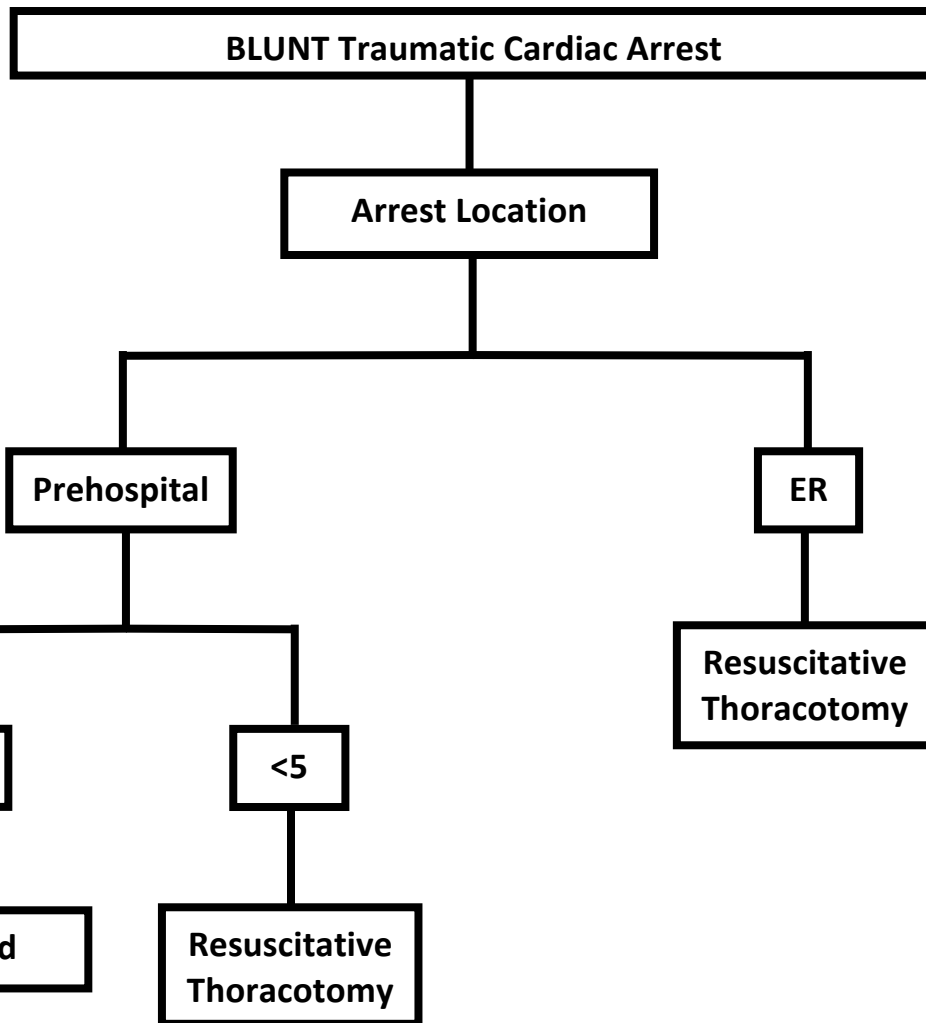 BLUNT Traumatic Cardiac Arrest
Arrest Location
Prehospital
ER
Resuscitative
Thoracotomy
<5
d
Resuscitative
Thoracotomy